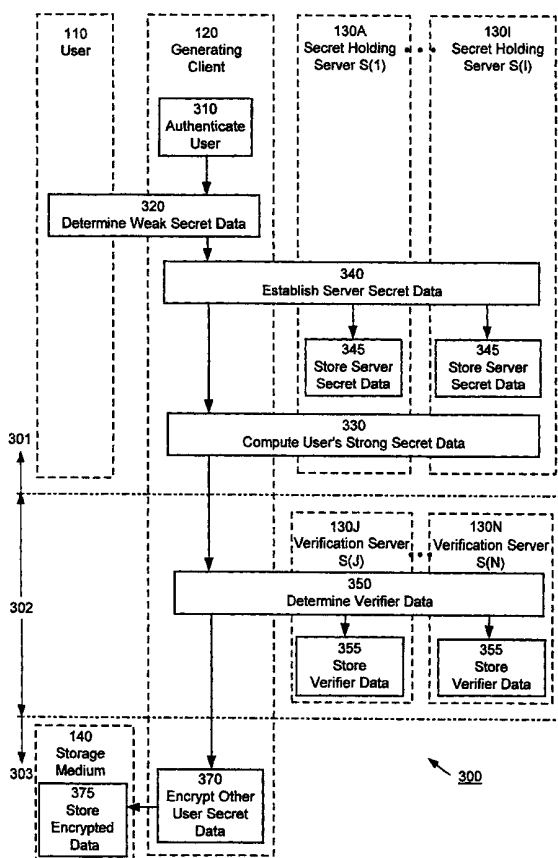 110
User
120
Generating
Client
130A
Secret Holding
Server S(1)
130I
Secret Holding
Server S(I)
310
Authenticate
User
320
Determine Weak Secret Data
340
Establish Server Secret Data
345
Store Server
Secret Data
345
Store Server
Secret Data
330
Compute User's Strong Secret Data
301
130J
Verification Server
S(J)
130N
Verification Server
S(N)
350
Determine Verifier Data
302
355
Store
Verifier Data
355
Store
Verifier Data
303
140
Storage
Medium
375
Store
Encrypted
Data
370
Encrypt Other
User Secret
Data
300